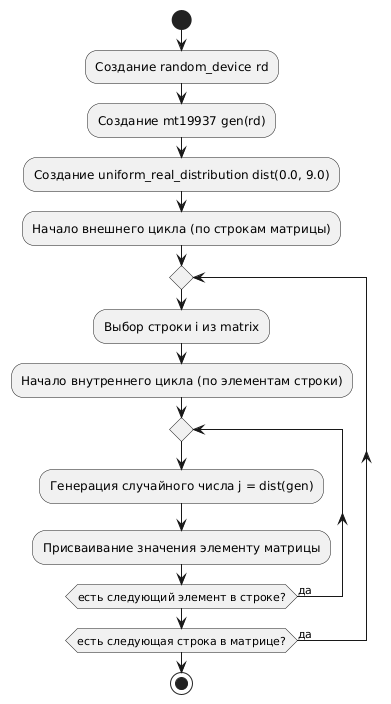 Создание random_device rd
Создание mt19937 gen(rd)
Создание uniform_real_distribution dist(0.0, 9.0)
Начало внешнего цикла (по строкам матрицы)
Выбор строки i из matrix
Начало внутреннего цикла (по элементам строки)
Генерация случайного числа j = dist(gen)
Присваивание значения элементу матрицы
есть следующий элемент в строке?
да
есть следующая строка в матрице?
да